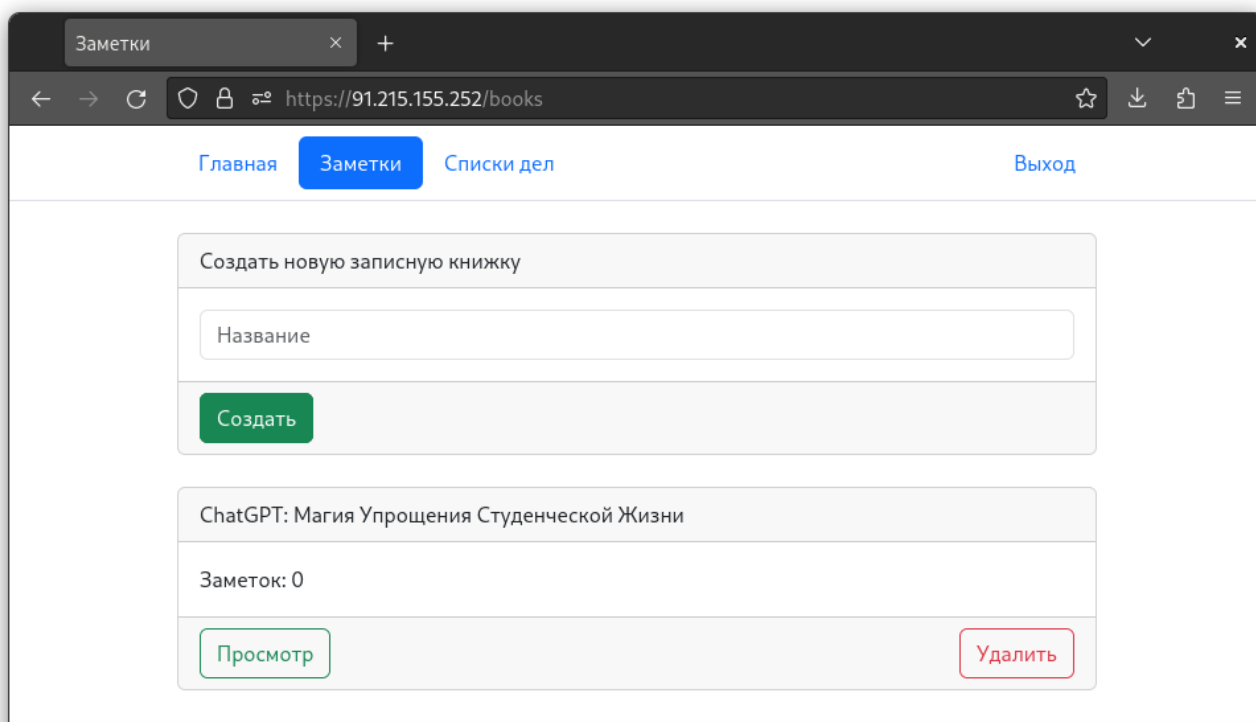 Заметки
https://91.215.155.252/books
Главная Заметки Списки дел Выход
Создать новую записную книжку
Название
Создать
ChatGPT: Магия Упрощения Студенческой Жизни
Заметок: 0
Просмотр Удалить